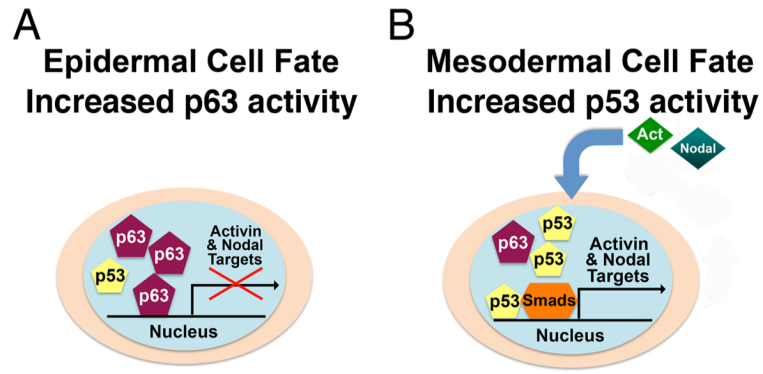 A
Epidermal Cell Fate
Increased p63 activity
p63
p63
p53
p63
Activin
& Nodal
Targets
Nucleus
B
Mesodermal Cell Fate
Increased p53 activity
Act
Nodal
p53
p63
p53
p53
Smads
Activin
& Nodal
Targets
Nucleus